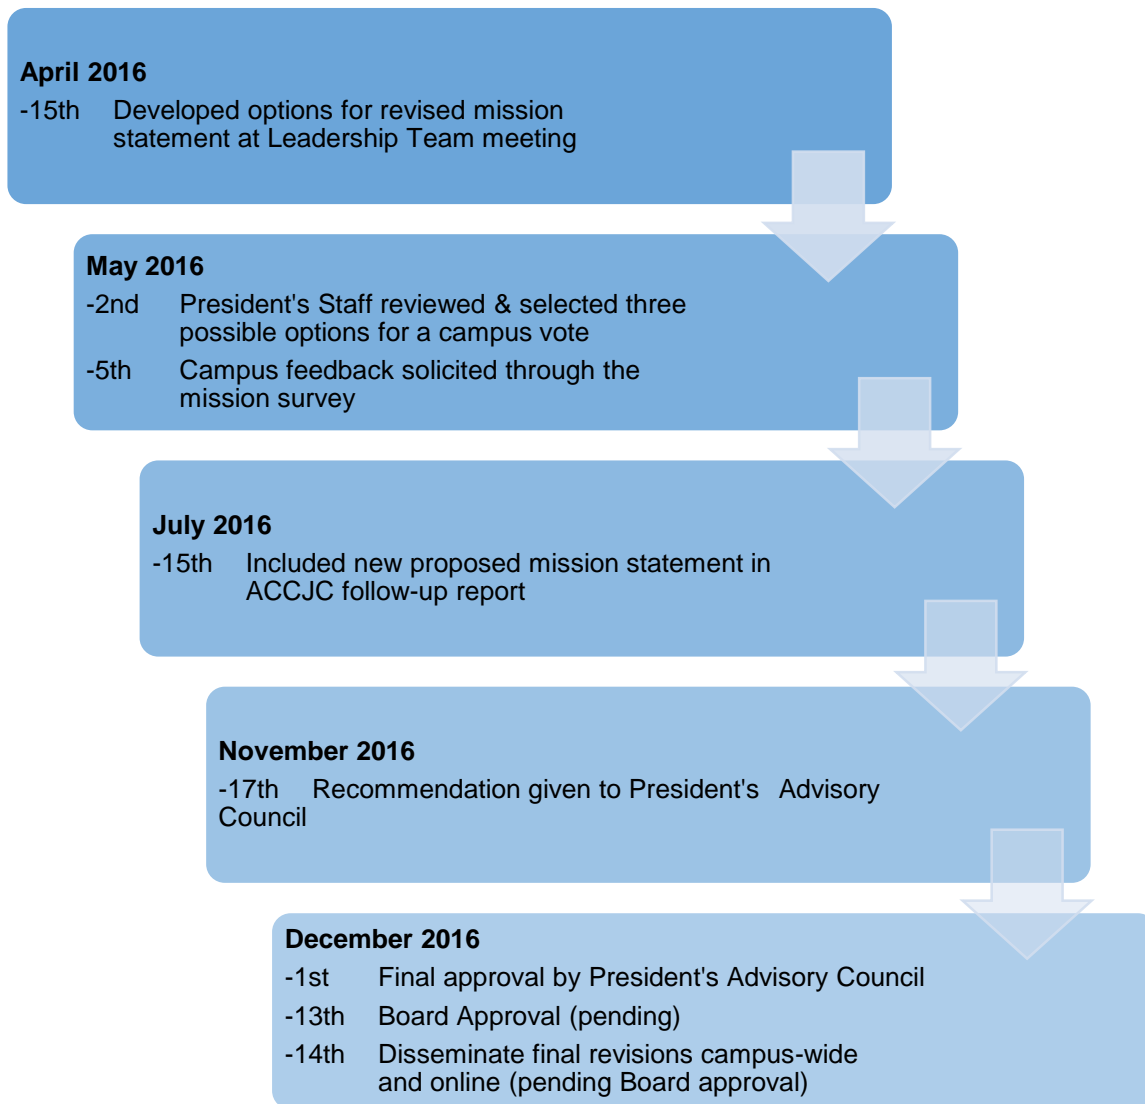 April 2016
-15th Developed options for revised mission
statement at Leadership Team meeting
May 2016
-2nd President's Staff reviewed & selected three
possible options for a campus vote
-5th Campus feedback solicited through the
mission survey
July 2016
-15th Included new proposed mission statement in
ACCJC follow-up report
November 2016
-17th Recommendation given to President's Advisory
Council
December 2016
-1st Final approval by President's Advisory Council
-13th Board Approval (pending)
-14th Disseminate final revisions campus-wide
and online (pending Board approval)